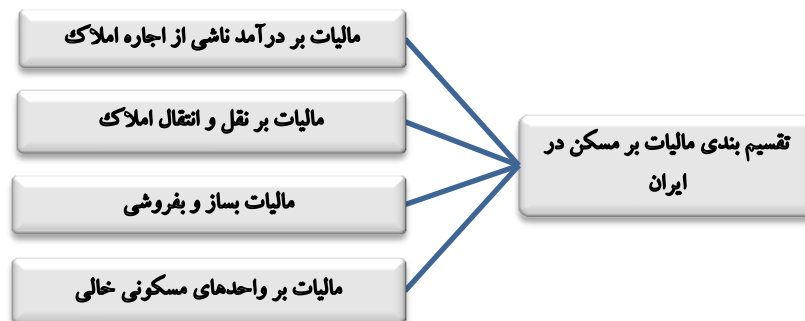 تقسیم بندی مالیات بر مسکن در
ایران
مالیات بر درآمد ناشی از اجاره املاک
مالیات بر نقل و انتقال املاک
مالیات بساز و بفروشی
مالیات بر واحدهای مسکونی خالی